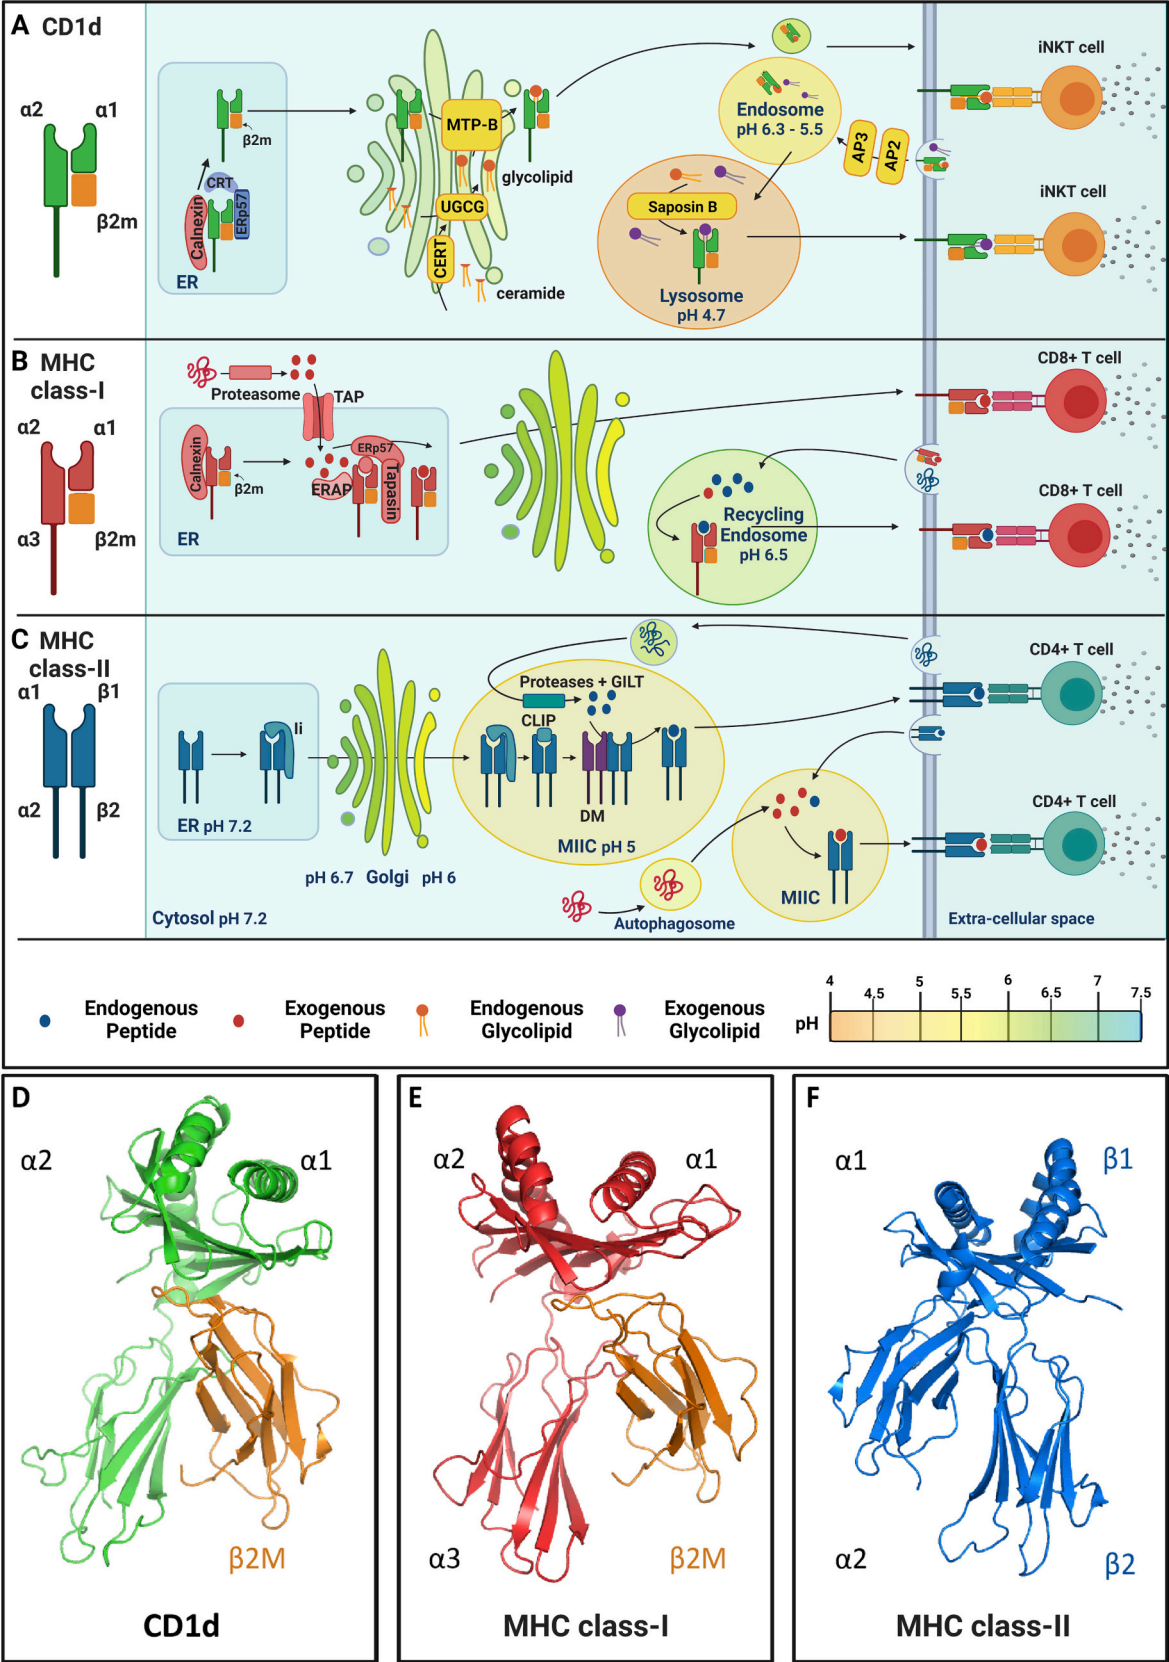 A CD1d
α2
α1
β2m
β2m
CRT
Calnexin
ERp57
ER
MTP-B
glycolipid
UGCG
CERT
ceramide
Endosome
pH 6.3 - 5.5
AP3
AP2
Saposin B
Lysosome
pH 4.7
iNKT cell
iNKT cell
B MHC
class-I
α2
α1
α3
β2m
Proteasome
TAP
Calnexin
β2m
ERp57
ERAP
Tapasin
ER
Recycling
Endosome
pH 6.5
CD8+ T cell
CD8+ T cell
C MHC
class-II
α1
β1
α2
β2
Ii
ER pH 7.2
pH 6.7 Golgi pH 6
Cytosol pH 7.2
Proteases + GILT
CLIP
DM
MIIC pH 5
Autophagosome
MIIC
CD4+ T cell
CD4+ T cell
Extra-cellular space
Endogenous
Peptide
Exogenous
Peptide
Endogenous
Glycolipid
Exogenous
Glycolipid
pH
4
4.5
5
5.5
6
6.5
7
7.5
D
α2
α1
β2M
CD1d
E
α2
α1
α3
β2M
MHC class-I
F
α1
β1
α2
β2
MHC class-II